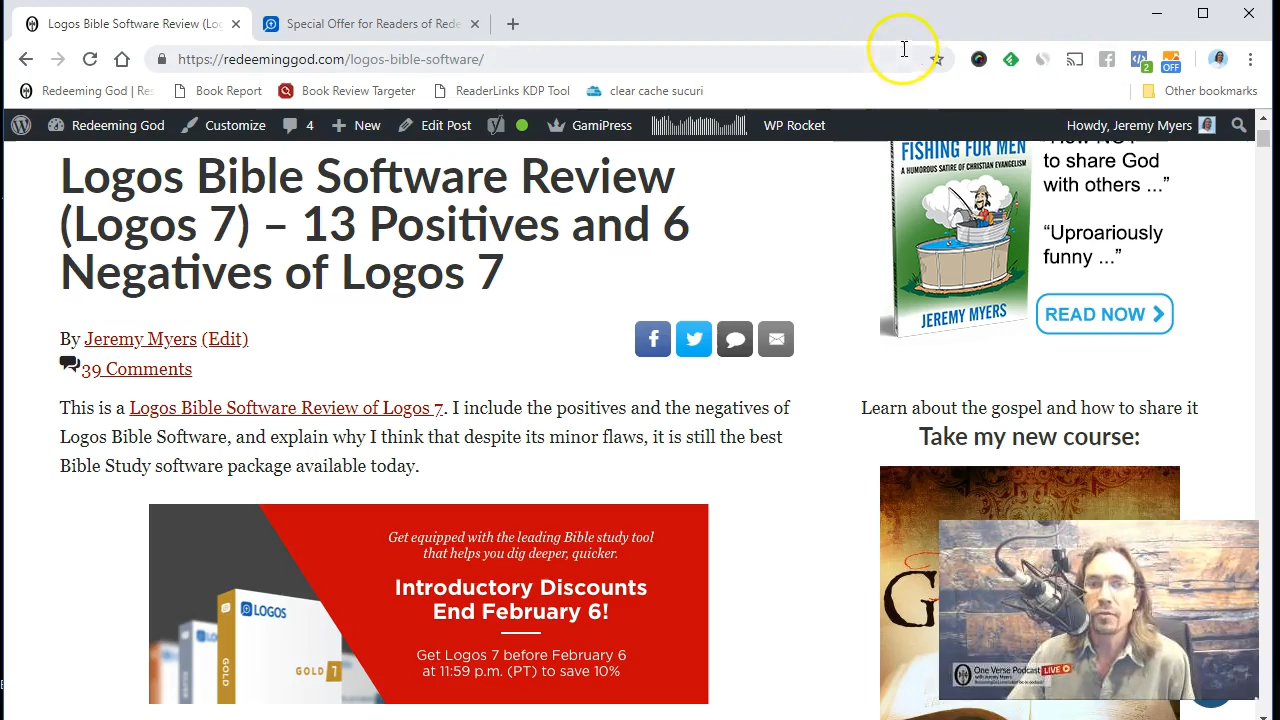 Logos Bible Software Review (Log
Special Offer for Readers of Rede
https://redeeminggod.com/logos-bible-software/
2
OFF
Redeeming God | Res
Book Report
Book Review Targeter
ReaderLinks KDP Tool
clear cache sucuri
Other bookmarks
Redeeming God
Customize
4
New
Edit Post
GamiPress
WP Rocket
Howdy, Jeremy Myers
Logos Bible Software Review
(Logos 7) – 13 Positives and 6
Negatives of Logos 7
By Jeremy Myers (Edit)
39 Comments
This is a Logos Bible Software Review of Logos 7. I include the positives and the negatives of
Logos Bible Software, and explain why I think that despite its minor flaws, it is still the best
Bible Study software package available today.
Get equipped with the leading Bible study tool
that helps you dig deeper, quicker.
Introductory Discounts
End February 6!
Get Logos 7 before February 6
at 11:59 p.m. (PT) to save 10%
LOGOS
GOLD 7
GOLD
FISHING FOR MEN
A HUMOROUS SATIRE OF CHRISTIAN EVANGELISM
JEREMY MYERS
to share God
with others ..."
"Uproariously
funny ..."
READ NOW
Learn about the gospel and how to share it
Take my new course:
G
One Verse Podcast LIVE
with Jeremy Myers